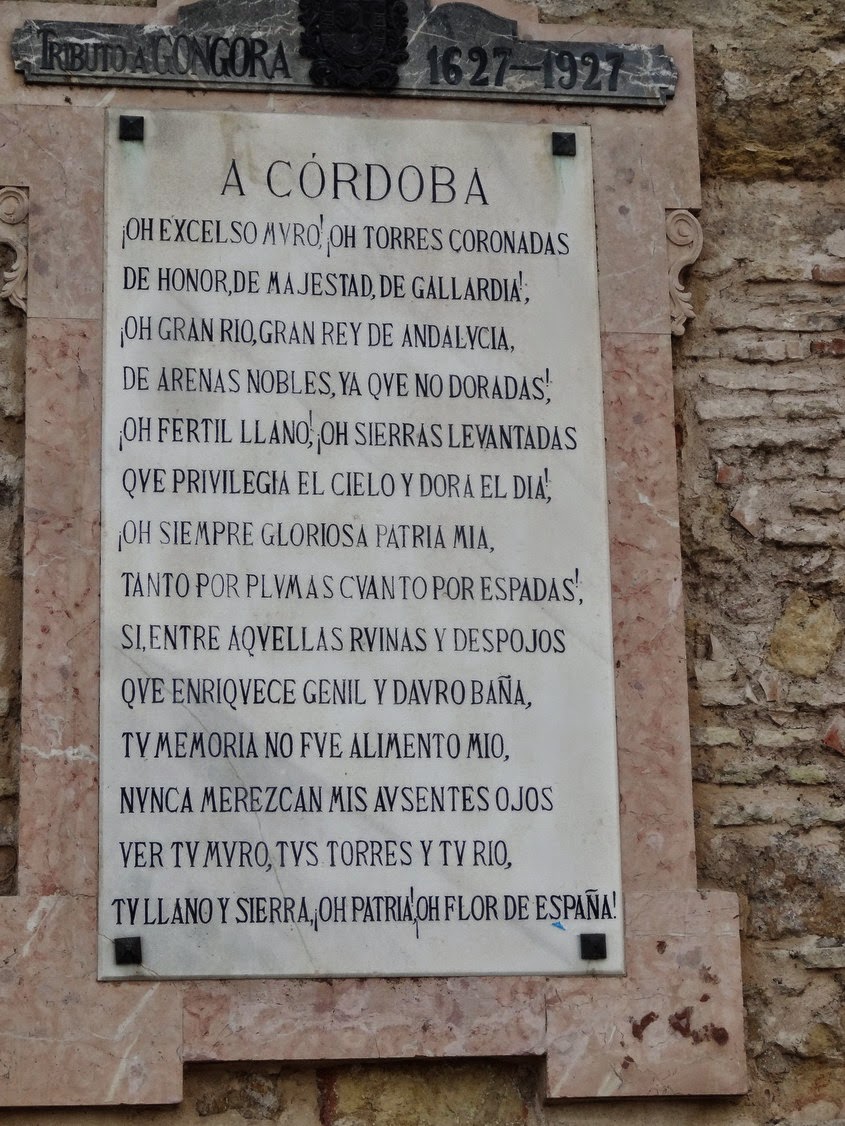 TRIBUTO A GONGORA 1627-1927
A CÓRDOBA
¡OH EXCELSO MVRO!,¡OH TORRES CORONADAS
DE HONOR,DE MAJESTAD,DE GALLARDIA!,
¡OH GRAN RIO,GRAN REY DE ANDALVCIA,
DE ARENAS NOBLES,YA QVE NO DORADAS!,
¡OH FERTIL LLANO!,¡OH SIERRAS LEVANTADAS
QVE PRIVILEGIA EL CIELO Y DORA EL DIA!,
¡OH SIEMPRE GLORIOSA PATRIA MIA,
TANTO POR PLVMAS CVANTO POR ESPADAS!,
SI,ENTRE AQVELLAS RVINAS Y DESPOJOS
QVE ENRIQVECE GENIL Y DAVRO BAÑA,
TV MEMORIA NO FVE ALIMENTO MIO,
NVNCA MEREZCAN MIS AVSENTES OJOS
VER TV MVRO,TVS TORRES Y TV RIO,
TV LLANO Y SIERRA,¡OH PATRIA!,¡OH FLOR DE ESPAÑA!